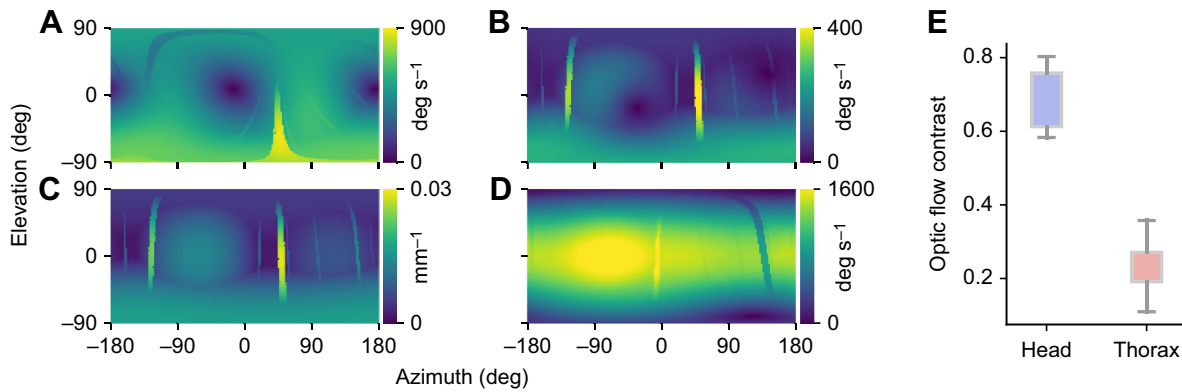 A
B
E
90
0
–90
900
0
deg s–1
400
0
deg s–1
C
D
90
0
–90
0.03
0
mm–1
1600
0
deg s–1
–180 –90 0 90 180
–180 –90 0 90 180
Elevation (deg)
Azimuth (deg)
Optic flow contrast
0.8
0.6
0.4
0.2
Head Thorax